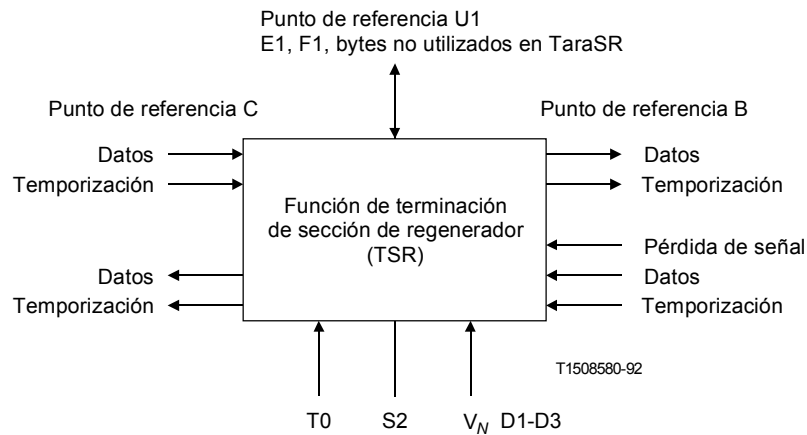 Punto de referencia U1
E1, F1, bytes no utilizados en TaraSR
Punto de referencia C
Punto de referencia B
Datos
Datos
Temporización
Temporización
Función de terminación
de sección de regenerador
(TSR)
Pérdida de señal
Datos
Datos
Temporización
Temporización
T1508580-92
T0 S2 VN D1-D3